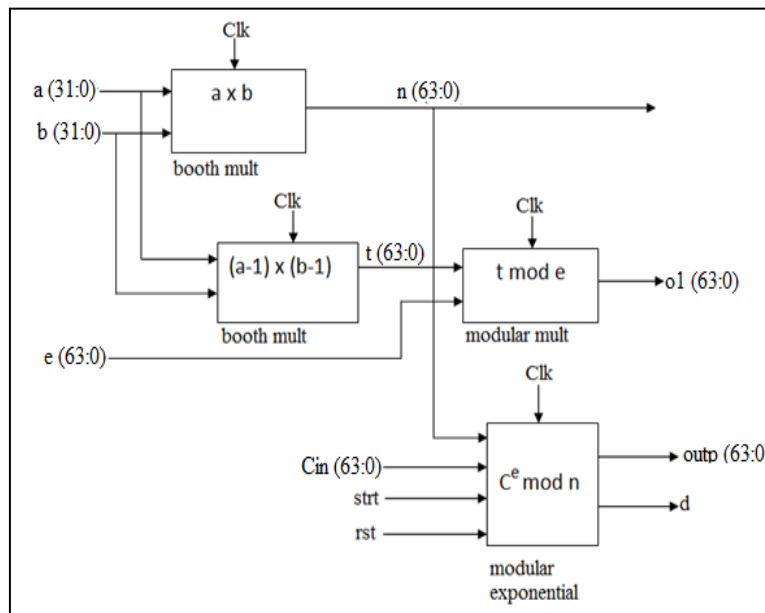 Clk
a (31:0)
a x b
n (63:0)
b (31:0)
booth mult
Clk
Clk
(a-1) x (b-1)
t (63:0)
t mod e
o1 (63:0)
booth mult
modular mult
e (63:0)
Clk
Cin (63:0)
C^e mod n
outp (63:0
strt
d
rst
modular
exponential